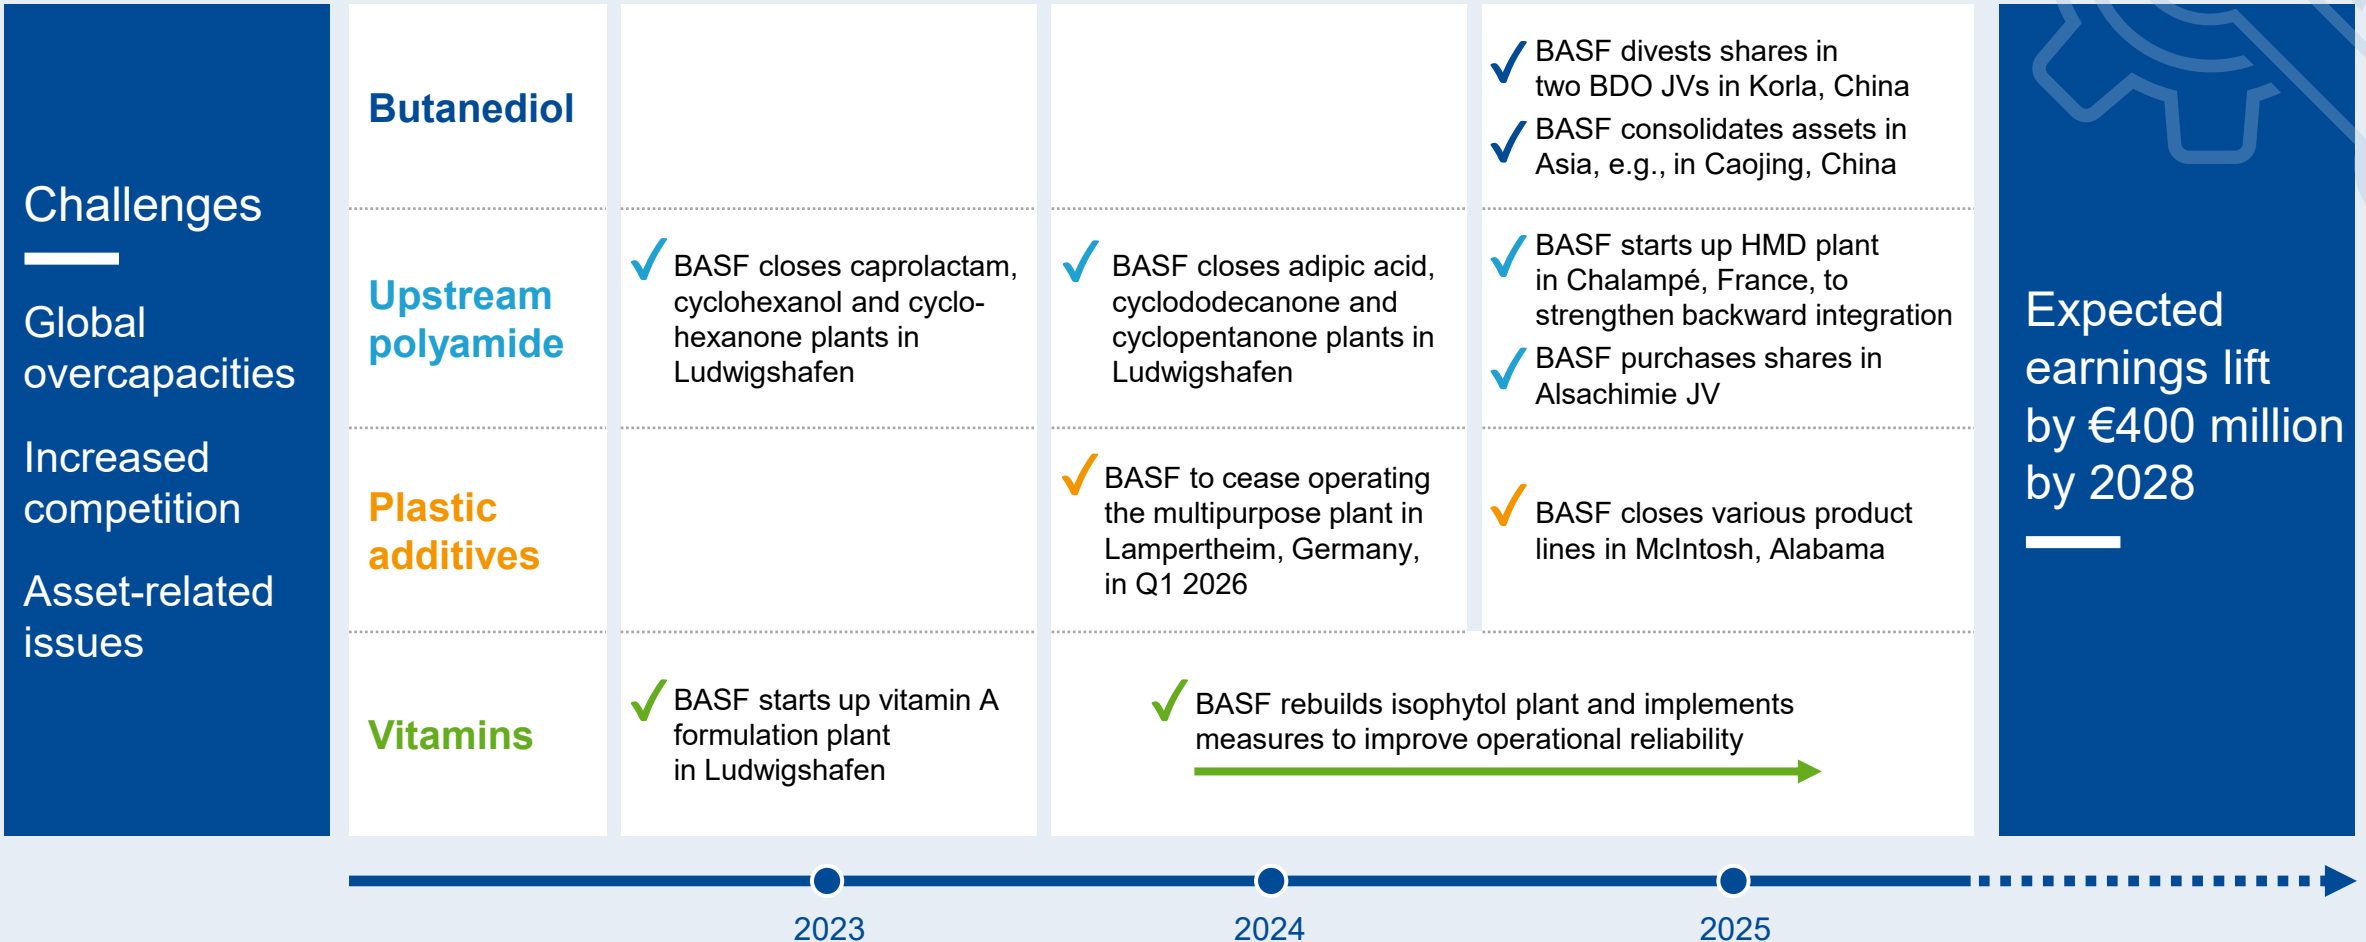 Challenges
Global
overcapacities
Increased
competition
Asset-related
issues
Butanediol
BASF divests shares in
two BDO JVs in Korla, China
BASF consolidates assets in
Asia, e.g., in Caojing, China
Upstream
polyamide
BASF closes caprolactam,
cyclohexanol and cyclo-
hexanone plants in
Ludwigshafen
BASF closes adipic acid,
cyclododecanone and
cyclopentanone plants in
Ludwigshafen
BASF starts up HMD plant
in Chalampé, France, to
strengthen backward integration
BASF purchases shares in
Alsachimie JV
Plastic
additives
BASF to cease operating
the multipurpose plant in
Lampertheim, Germany,
in Q1 2026
BASF closes various product
lines in McIntosh, Alabama
Vitamins
BASF starts up vitamin A
formulation plant
in Ludwigshafen
BASF rebuilds isophytol plant and implements
measures to improve operational reliability
Expected
earnings lift
by €400 million
by 2028
2023
2024
2025